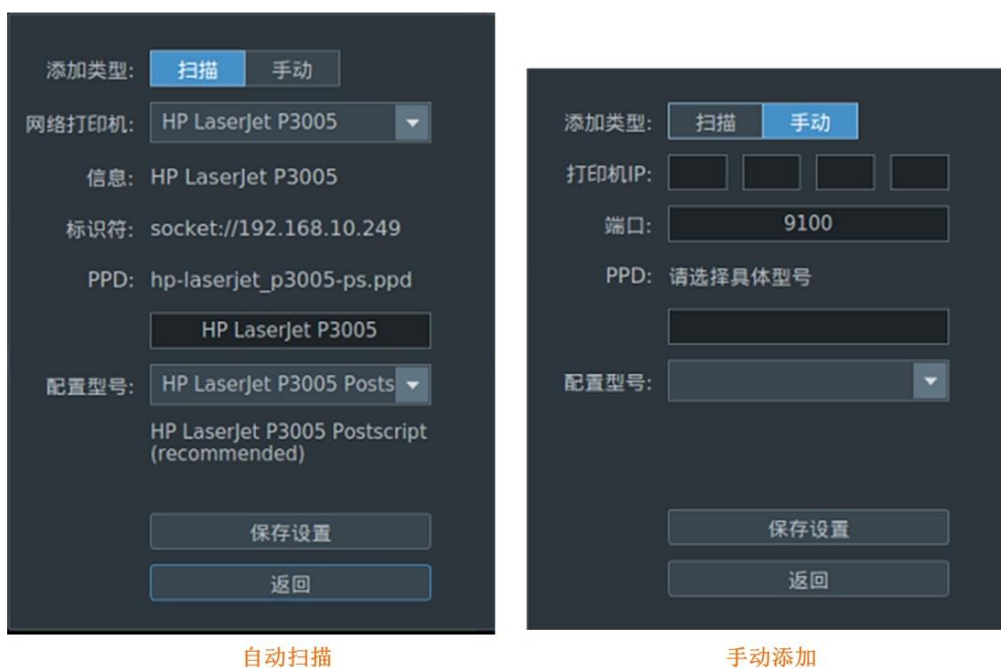 添加类型: 扫描 手动
网络打印机: HP LaserJet P3005
信息: HP LaserJet P3005
标识符: socket://192.168.10.249
PPD: hp-laserjet_p3005-ps.ppd
HP LaserJet P3005
配置型号: HP LaserJet P3005 Posts
HP LaserJet P3005 Postscript
(recommended)
保存设置
返回
自动扫描
添加类型: 扫描 手动
打印机IP:
端口: 9100
PPD: 请选择具体型号
配置型号:
保存设置
返回
手动添加